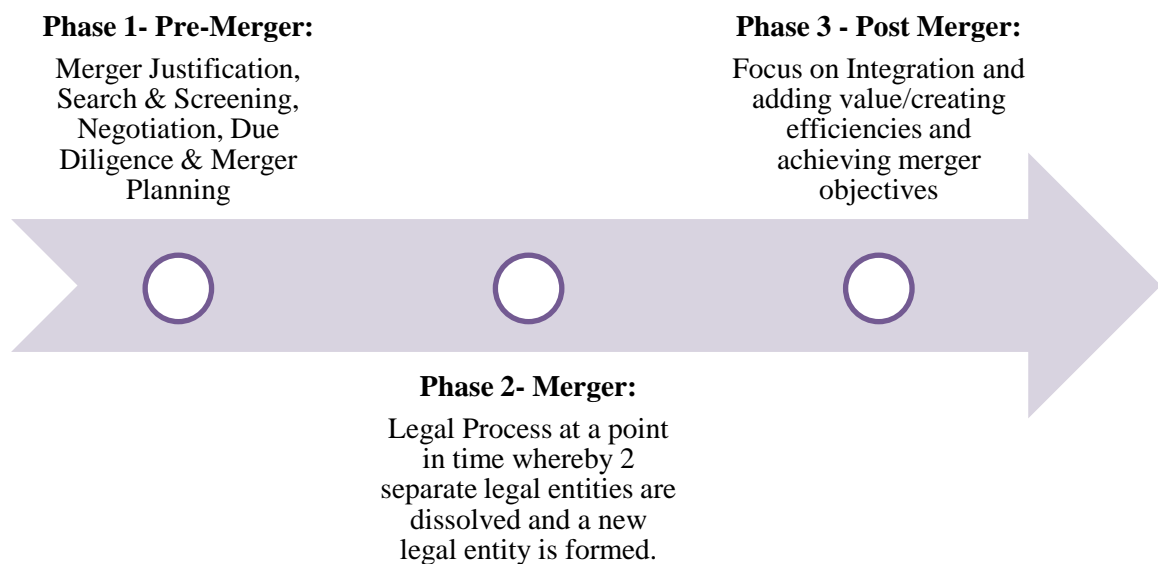 Phase 1- Pre-Merger:
Merger Justification,
Search & Screening,
Negotiation, Due
Diligence & Merger
Planning
Phase 2- Merger:
Legal Process at a point
in time whereby 2
separate legal entities are
dissolved and a new
legal entity is formed.
Phase 3 - Post Merger:
Focus on Integration and
adding value/creating
efficiencies and
achieving merger
objectives